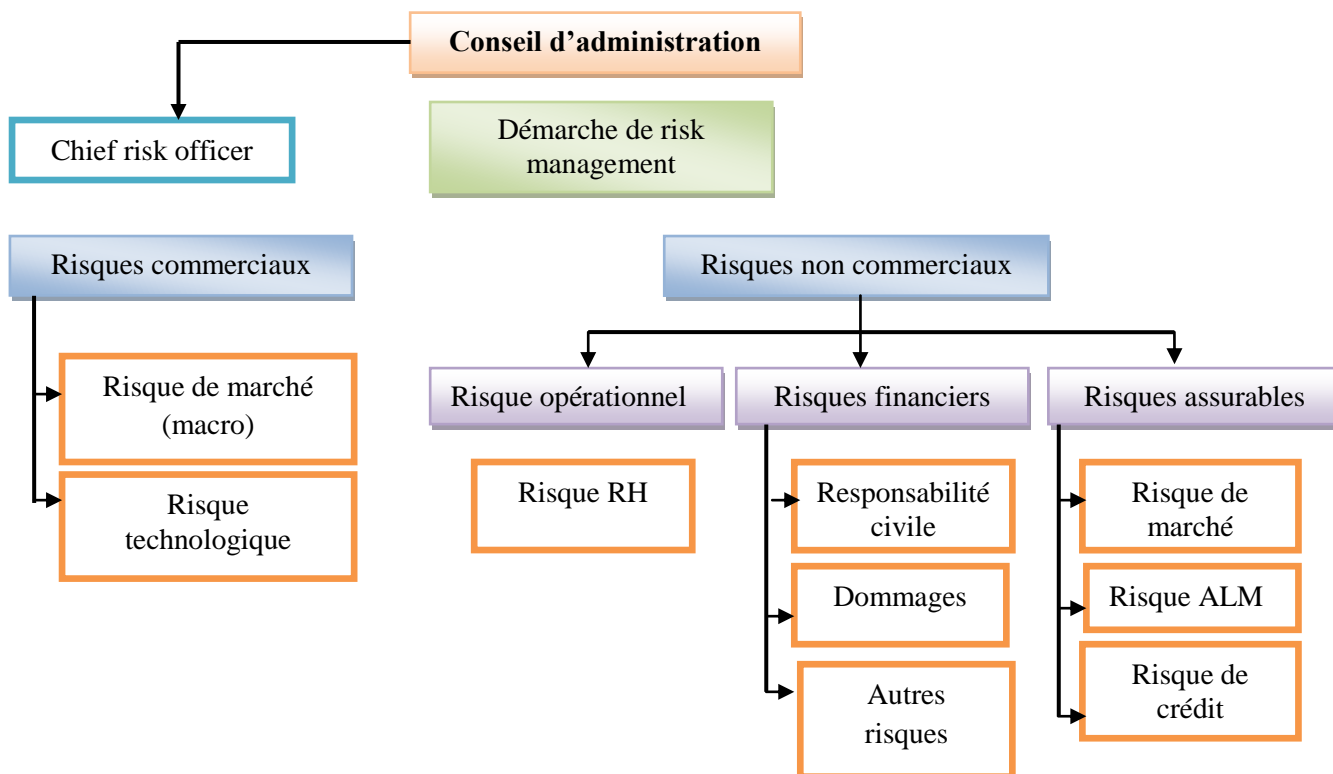 Conseil d’administration
Chief risk officer
Démarche de risk
management
Risques commerciaux
Risques non commerciaux
Risque de marché
(macro)
Risque
technologique
Risque opérationnel
Risques financiers
Risques assurables
Risque RH
Responsabilité
civile
Dommages
Autres
risques
Risque de
marché
Risque ALM
Risque de
crédit